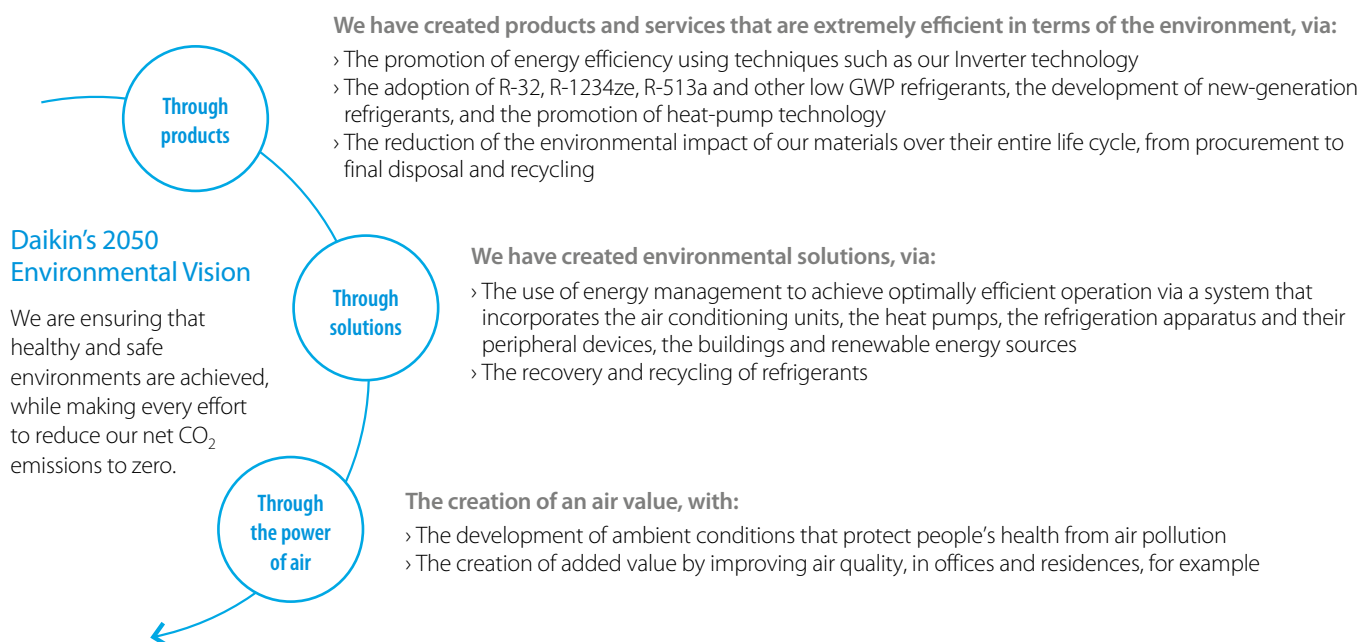 We have created products and services that are extremely efficient in terms of the environment, via:
› The promotion of energy efficiency using techniques such as our Inverter technology
› The adoption of R-32, R-1234ze, R-513a and other low GWP refrigerants, the development of new-generation
refrigerants, and the promotion of heat-pump technology
› The reduction of the environmental impact of our materials over their entire life cycle, from procurement to
final disposal and recycling
Through
products
Daikin's 2050
Environmental Vision
We are ensuring that
healthy and safe
environments are achieved,
while making every effort
to reduce our net CO₂
emissions to zero.
Through
solutions
We have created environmental solutions, via:
› The use of energy management to achieve optimally efficient operation via a system that
incorporates the air conditioning units, the heat pumps, the refrigeration apparatus and their
peripheral devices, the buildings and renewable energy sources
› The recovery and recycling of refrigerants
Through
the power
of air
The creation of an air value, with:
› The development of ambient conditions that protect people's health from air pollution
› The creation of added value by improving air quality, in offices and residences, for example